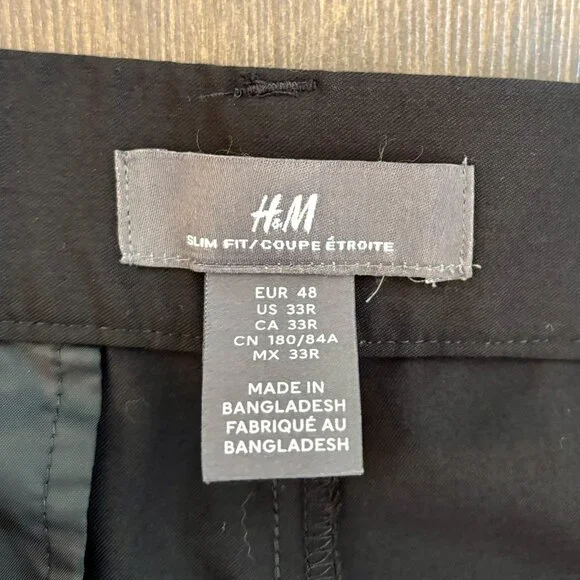 H&M
SLIM FIT/COUPE ÉTROITE
EUR 48
US 33R
CA 33R
CN 180/84A
MX 33R
MADE IN
BANGLADESH
FABRIQUÉ AU
BANGLADESH